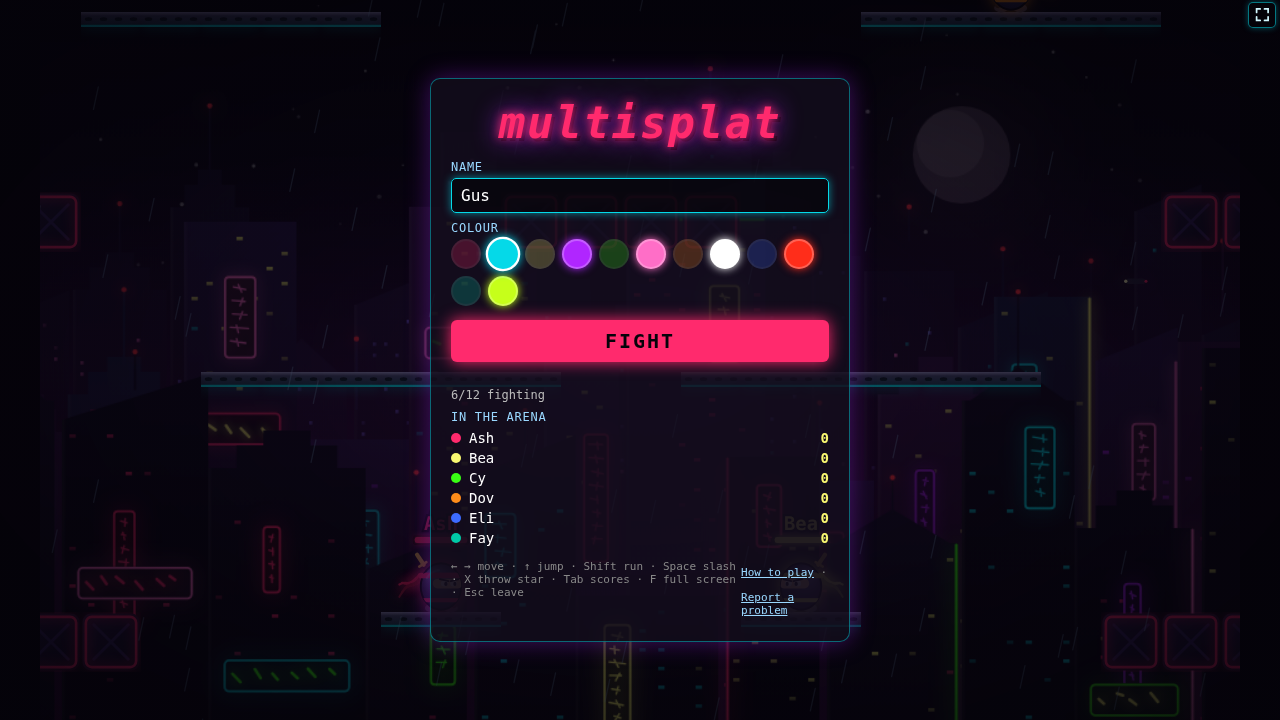 multisplat
NAME
Gus
COLOUR
FIGHT
6/12 fighting
IN THE ARENA
Ash 0
Bea 0
Cy 0
Dov 0
Eli 0
Fay 0
← → move · ↑ jump · Shift run · Space slash
· X throw star · Tab scores · F full screen
· Esc leave
How to play ·
Report a
problem
Ash
Bea